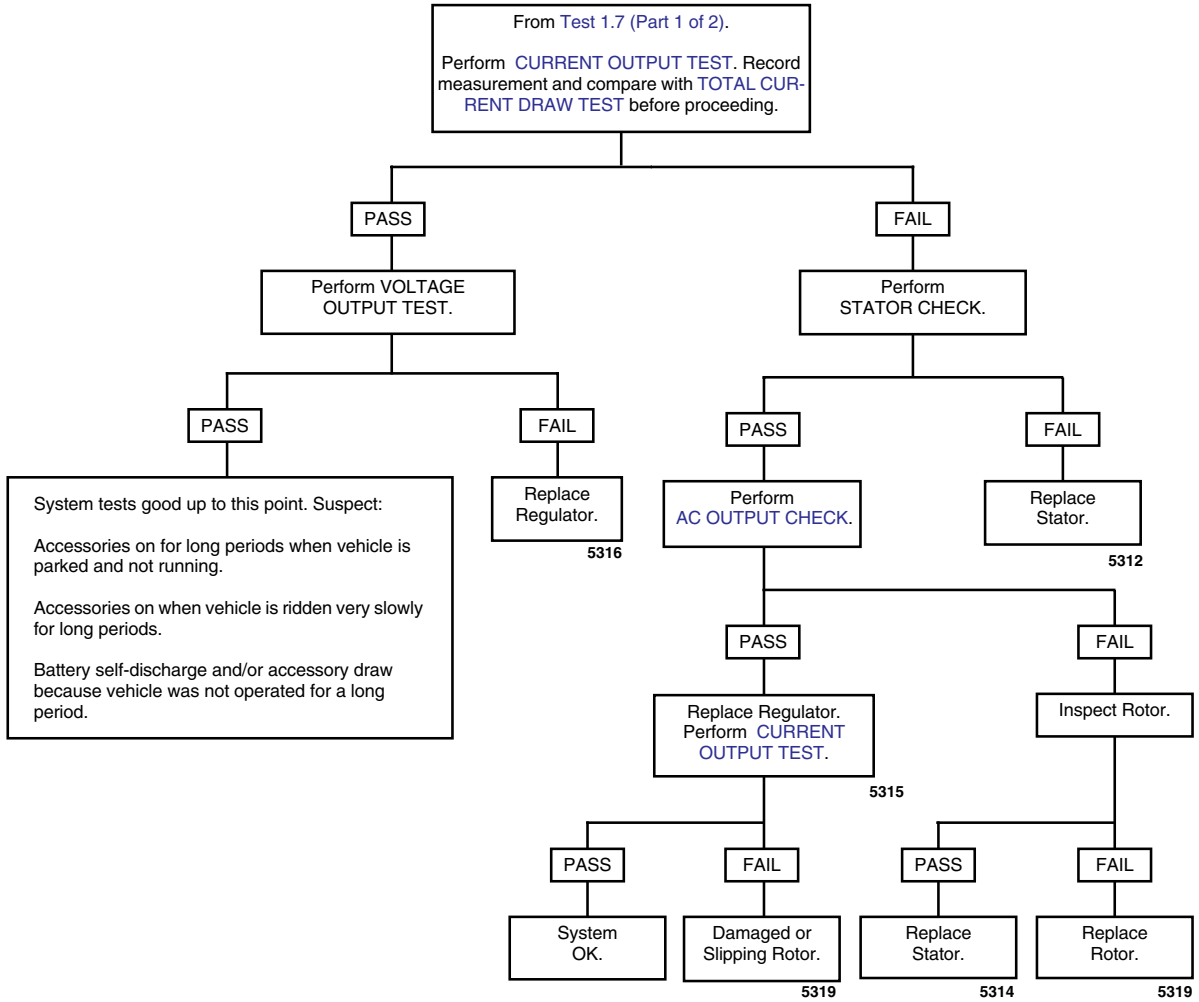 From Test 1.7 (Part 1 of 2).
Perform CURRENT OUTPUT TEST. Record
measurement and compare with TOTAL CUR-
RENT DRAW TEST before proceeding.
PASS
FAIL
Perform VOLTAGE
OUTPUT TEST.
Perform
STATOR CHECK.
PASS
FAIL
PASS
FAIL
System tests good up to this point. Suspect:
Accessories on for long periods when vehicle is
parked and not running.
Accessories on when vehicle is ridden very slowly
for long periods.
Battery self-discharge and/or accessory draw
because vehicle was not operated for a long
period.
Replace
Regulator.
5316
Perform
AC OUTPUT CHECK.
Replace
Stator.
5312
PASS
FAIL
Replace Regulator.
Perform CURRENT
OUTPUT TEST.
5315
Inspect Rotor.
PASS
FAIL
PASS
FAIL
System
OK.
Damaged or
Slipping Rotor.
5319
Replace
Stator.
5314
Replace
Rotor.
5319